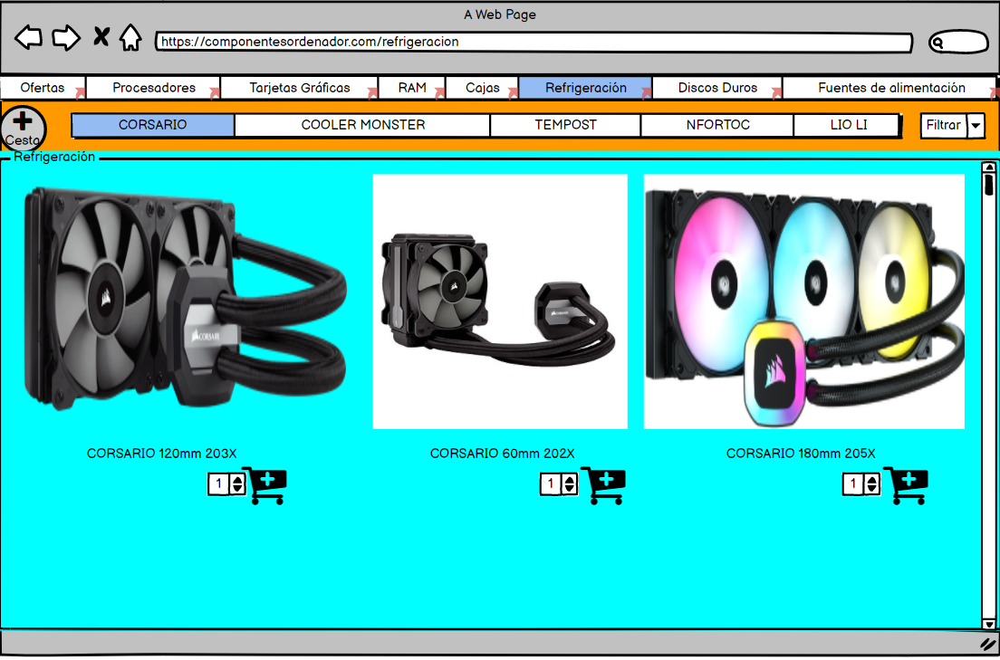 A Web Page
https://componentesordenador.com/refrigeracion
Ofertas Procesadores Tarjetas Gráficas RAM Cajas Refrigeración Discos Duros Fuentes de alimentación
Cesta
CORSARIO COOLER MONSTER TEMPOST NFORTOC LIO LI Filtrar
Refrigeración
CORSAIR
CORSAIR
CORSARIO 120mm 203X CORSARIO 60mm 202X CORSARIO 180mm 205X
1 1 1